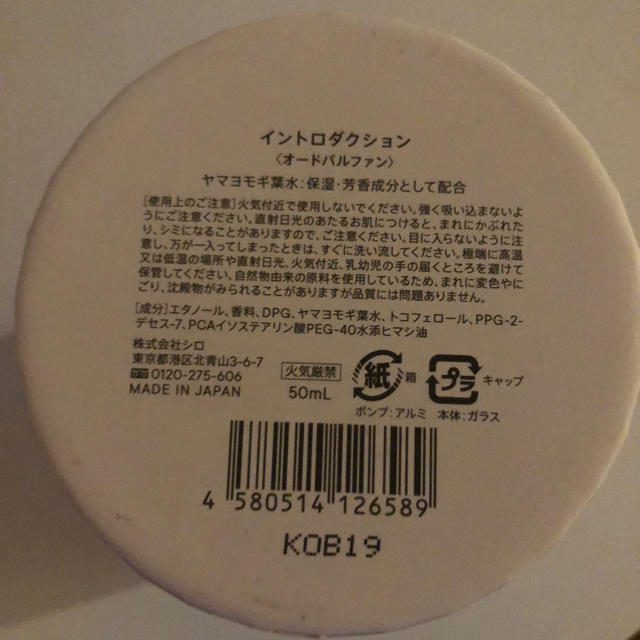 イントロダクション
〈オードパルファン〉
ヤマヨモギ葉水:保湿・芳香成分として配合
[使用上のご注意]火気付近で使用しないでください。強く吸い込まないよ
うにご注意ください。直射日光のあたるお肌につけると、まれにかぶれた
り、シミになることがありますので、ご注意ください。目に入らないように注
意し、万が一入ってしまったときは、すぐに洗い流してください。極端に高温
又は低温の場所や直射日光、火気付近、乳幼児の手の届くところを避けて
保管してください。自然物由来の原料を使用しているため、まれに変色やに
ごり、沈殿物がみられることがありますが品質には問題ありません。
[成分]エタノール、香料、DPG、ヤマヨモギ葉水、トコフェロール、PPG-2-
デセス-7、PCAイソステアリン酸PEG-40水添ヒマシ油
株式会社シロ
東京都港区北青山3-6-7
0120-275-606
MADE IN JAPAN
火気厳禁
50mL
紙 箱
プラ キャップ
ポンプ:アルミ 本体:ガラス
4 580514 126589
KOB19